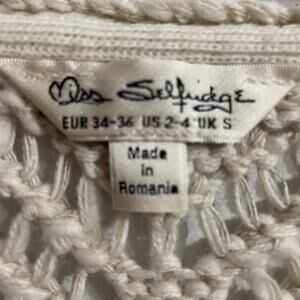 Miss Selfridge
EUR 34-36 US 2-4 UK S
Made
in
Romania